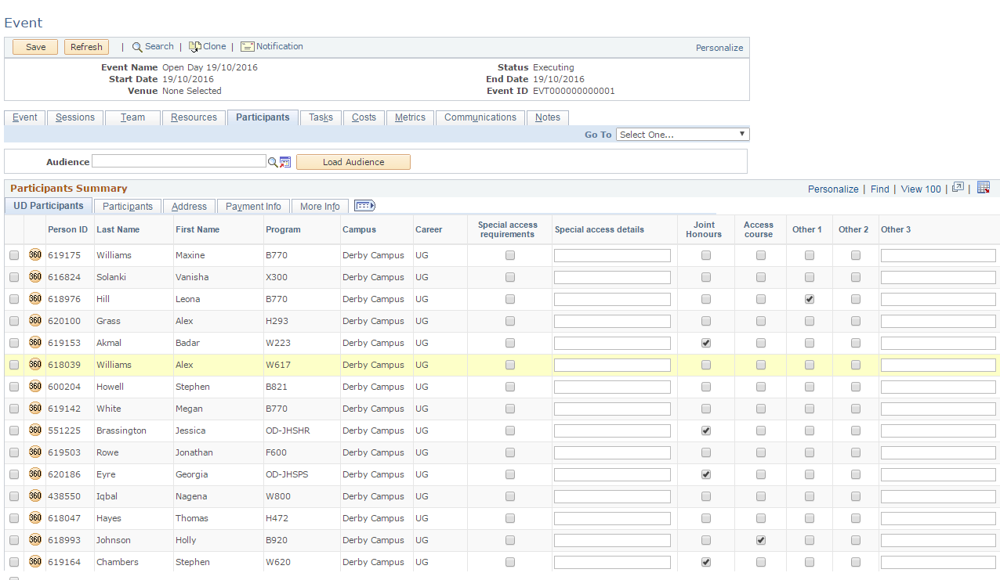 Event
Save Refresh | Search | Clone | Notification Personalize
Event Name Open Day 19/10/2016 Status Executing
Start Date 19/10/2016 End Date 19/10/2016
Venue None Selected Event ID EVT000000000001
Event Sessions Team Resources Participants Tasks Costs Metrics Communications Notes
Go To Select One...
Audience Load Audience
Participants Summary Personalize | Find | View 100 | |
UD Participants Participants Address Payment Info More Info
Person ID Last Name First Name Program Campus Career Special access requirements Special access details Joint Honours Access course Other 1 Other 2 Other 3
360 619175 Williams Maxine B770 Derby Campus UG
360 616824 Solanki Vanisha X300 Derby Campus UG
360 618976 Hill Leona B770 Derby Campus UG
360 620100 Grass Alex H293 Derby Campus UG
360 619153 Akmal Badar W223 Derby Campus UG
360 618039 Williams Alex W617 Derby Campus UG
360 600204 Howell Stephen B821 Derby Campus UG
360 619142 White Megan B770 Derby Campus UG
360 551225 Brassington Jessica OD-JHSHR Derby Campus UG
360 619503 Rowe Jonathan F600 Derby Campus UG
360 620186 Eyre Georgia OD-JHSPS Derby Campus UG
360 438550 Iqbal Nagena W800 Derby Campus UG
360 618047 Hayes Thomas H472 Derby Campus UG
360 618993 Johnson Holly B920 Derby Campus UG
360 619164 Chambers Stephen W620 Derby Campus UG